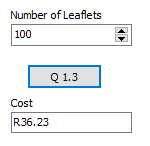 Number of Leaflets
100
Q 1.3
Cost
R36.23